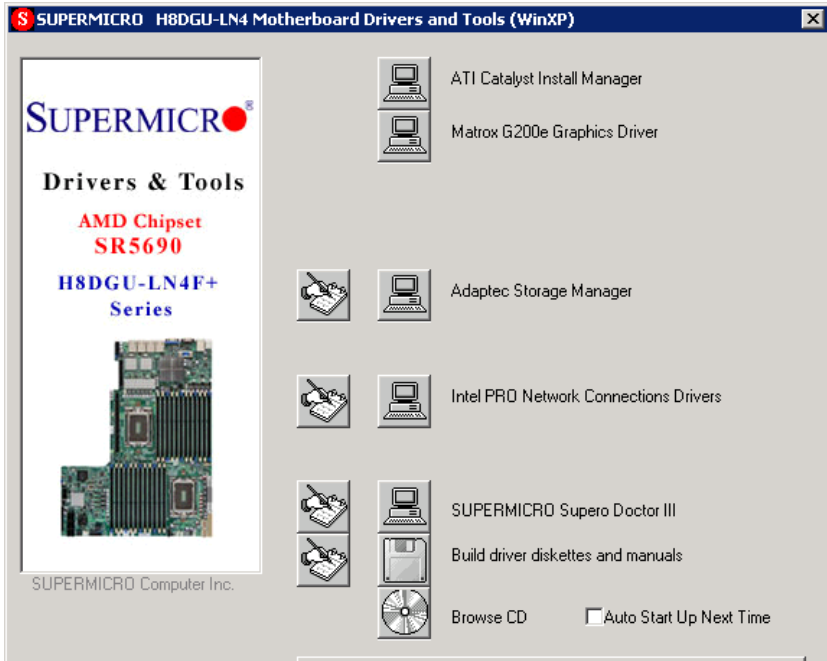 SUPERMICRO H8DGU-LN4 Motherboard Drivers and Tools (WinXP)
SUPERMICRO®
Drivers & Tools
AMD Chipset
SR5690
H8DGU-LN4F+
Series
SUPERMICRO Computer Inc.
ATI Catalyst Install Manager
Matrox G200e Graphics Driver
Adaptec Storage Manager
Intel PRO Network Connections Drivers
SUPERMICRO Supero Doctor III
Build driver diskettes and manuals
Browse CD
Auto Start Up Next Time